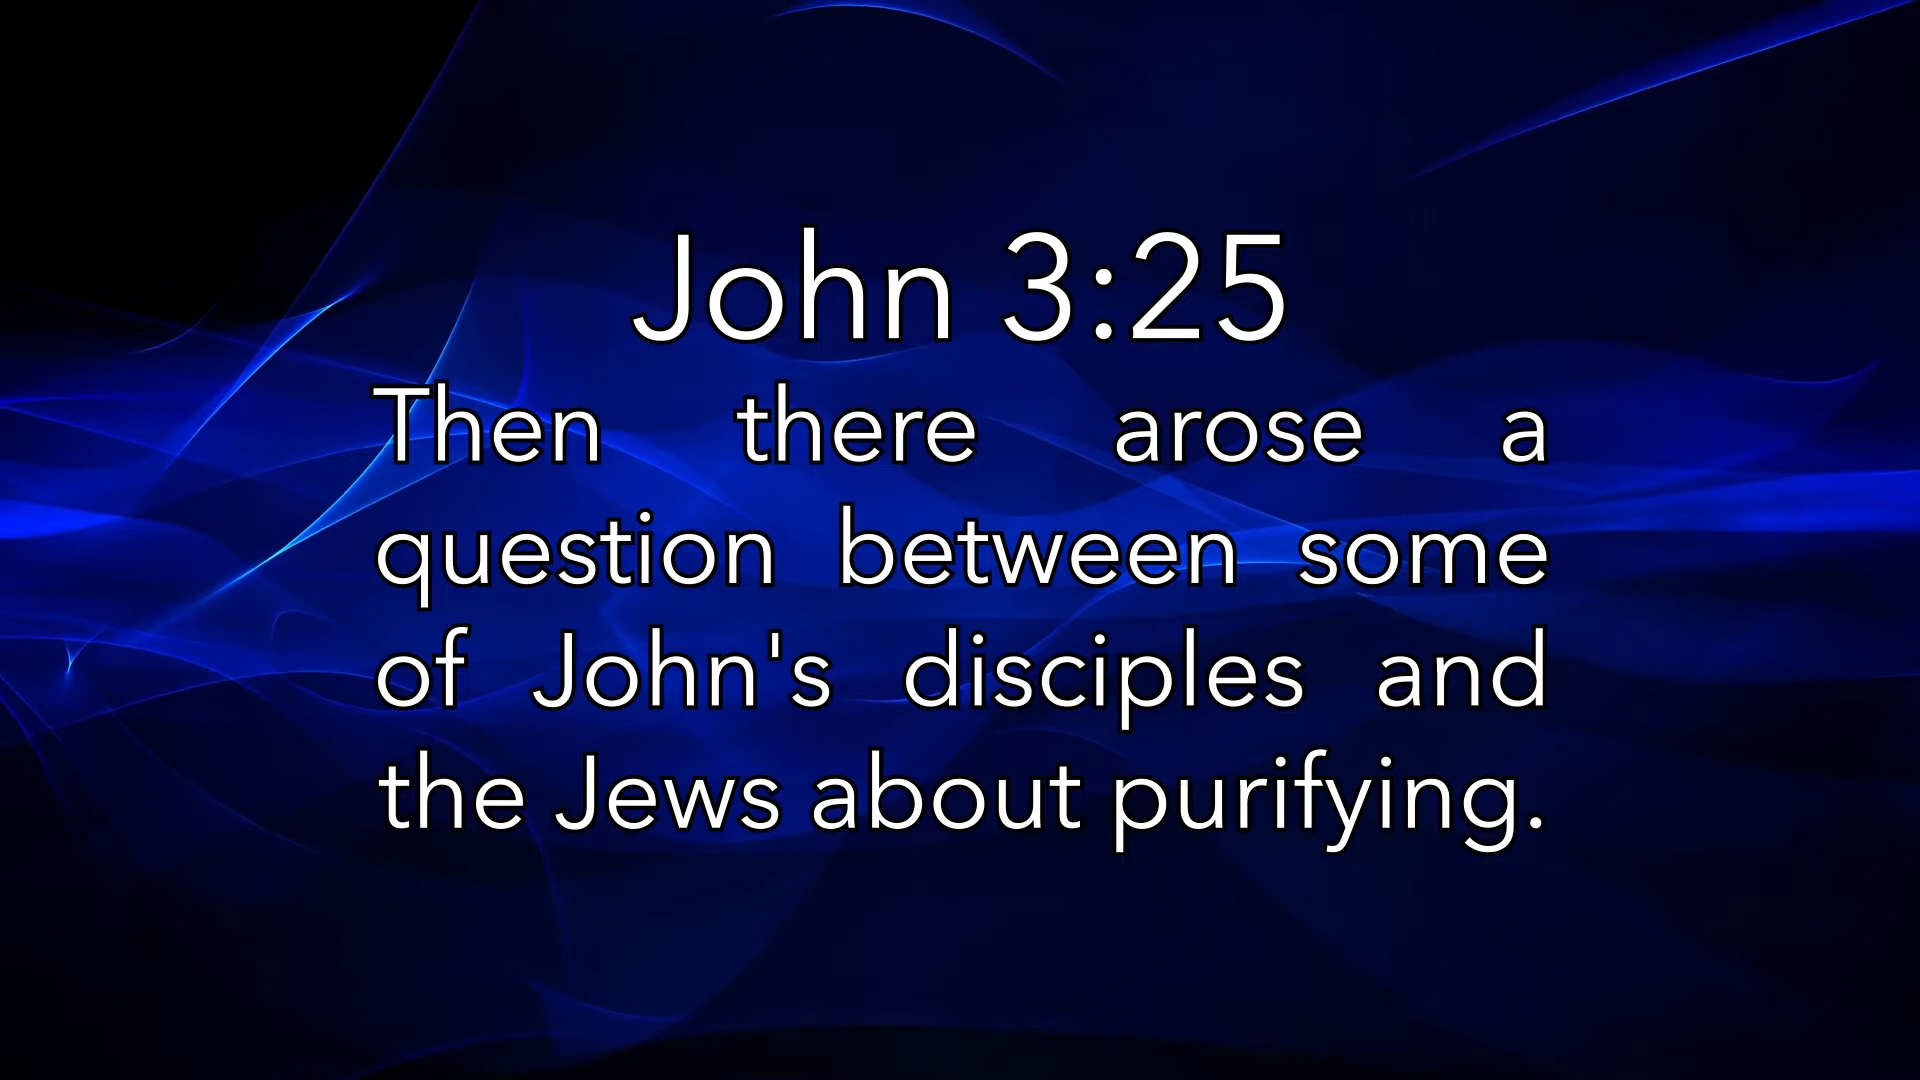 John 3:25
Then there arose a
question between some
of John's disciples and
the Jews about purifying.